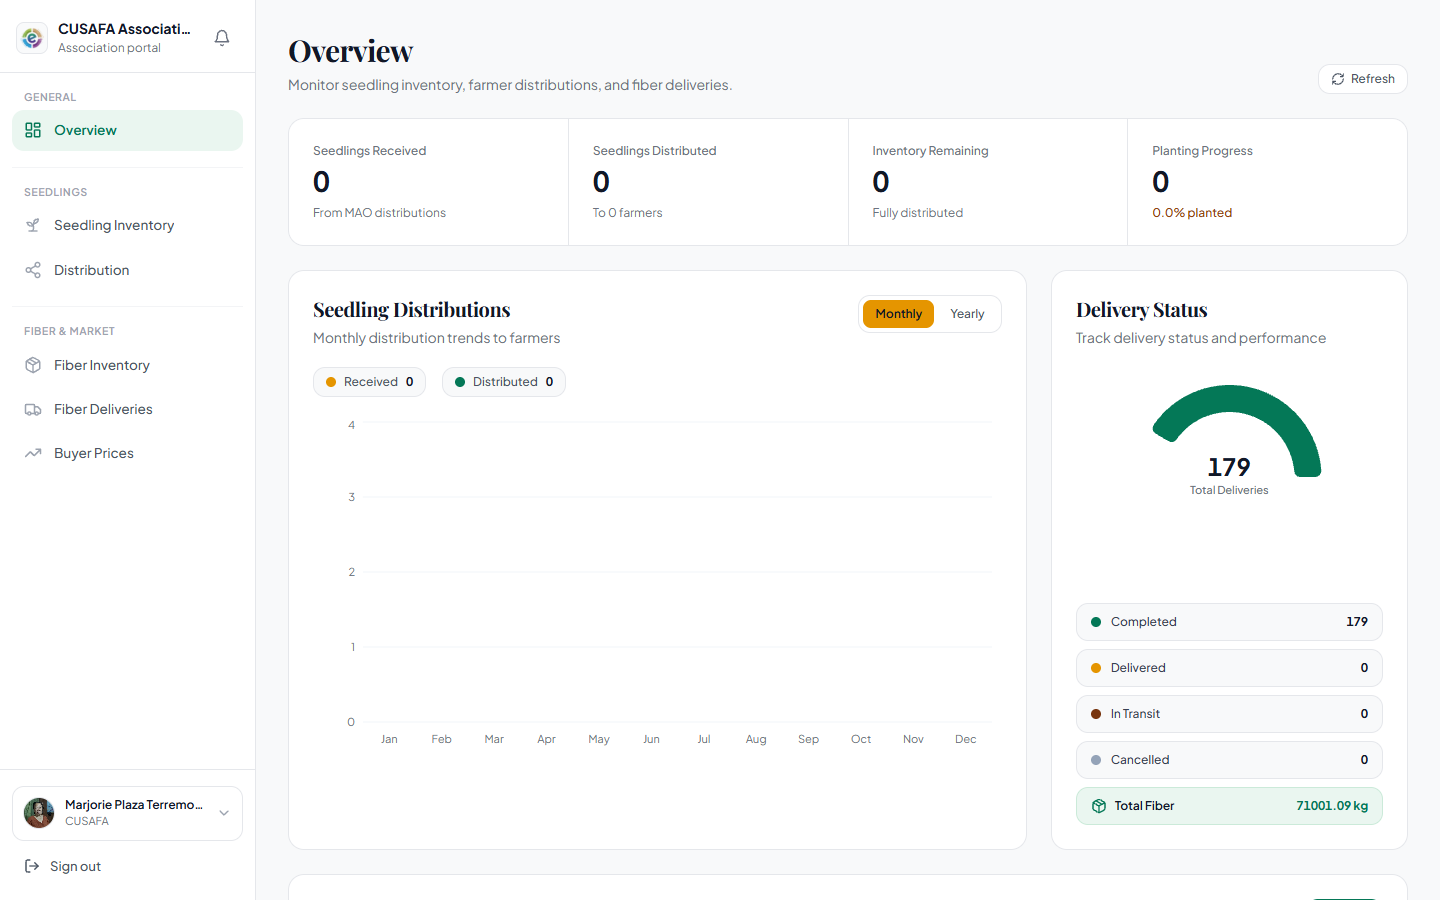 CUSAFA Associati...
Association portal
GENERAL
Overview
SEEDLINGS
Seedling Inventory
Distribution
FIBER & MARKET
Fiber Inventory
Fiber Deliveries
Buyer Prices
Marjorie Plaza Terremo...
CUSAFA
Sign out
Overview
Monitor seedling inventory, farmer distributions, and fiber deliveries.
Refresh
Seedlings Received
0
From MAO distributions
Seedlings Distributed
0
To 0 farmers
Inventory Remaining
0
Fully distributed
Planting Progress
0
0.0% planted
Seedling Distributions
Monthly distribution trends to farmers
Monthly Yearly
Received 0 Distributed 0
4
3
2
1
0
Jan Feb Mar Apr May Jun Jul Aug Sep Oct Nov Dec
Delivery Status
Track delivery status and performance
179
Total Deliveries
Completed 179
Delivered 0
In Transit 0
Cancelled 0
Total Fiber 71001.09 kg